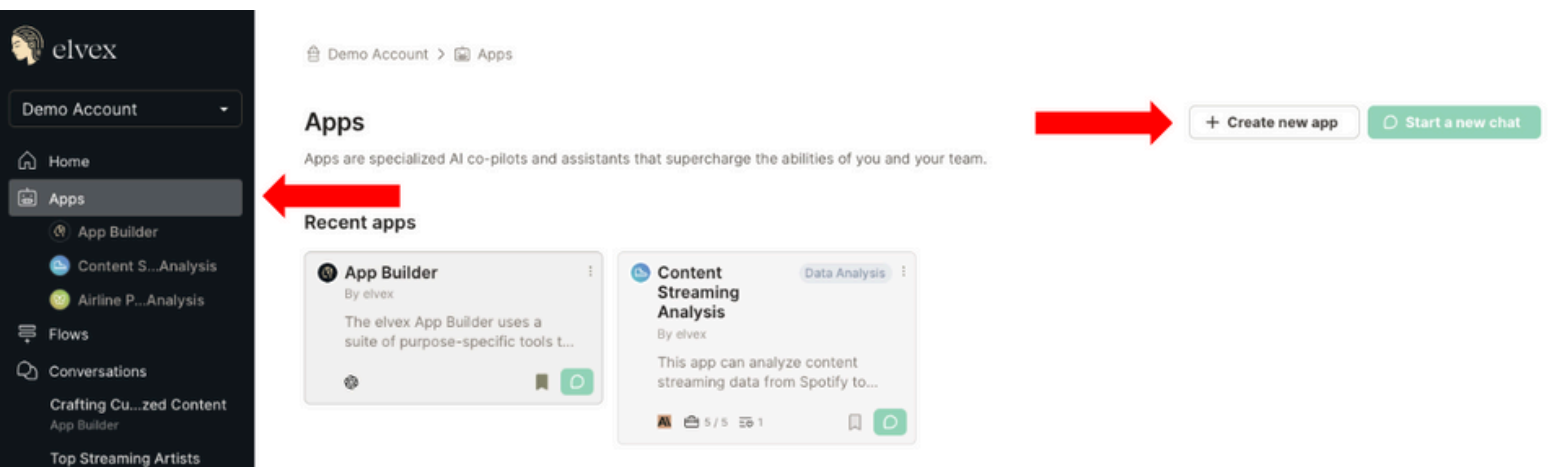 elvex
Demo Account
Home
Apps
App Builder
Content S...Analysis
Airline P...Analysis
Flows
Conversations
Crafting Cu...zed Content
App Builder
Top Streaming Artists
Demo Account > Apps
Apps
+ Create new app
Start a new chat
Apps are specialized AI co-pilots and assistants that supercharge the abilities of you and your team.
Recent apps
App Builder
By elvex
The elvex App Builder uses a
suite of purpose-specific tools t...
Content
Streaming
Analysis
Data Analysis
By elvex
This app can analyze content
streaming data from Spotify to...
5/5
1